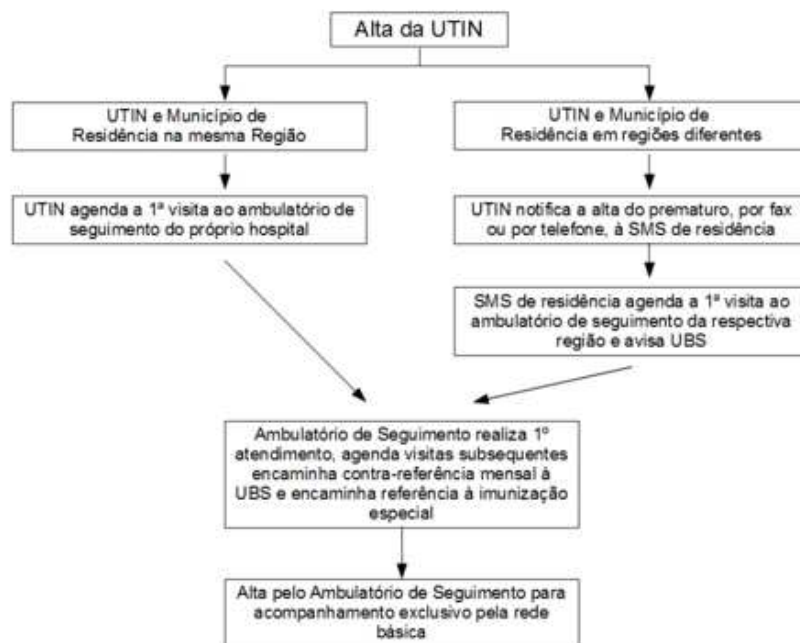 Alta da UTIN
UTIN e Município de
Residência na mesma Região
UTIN e Município de
Residência em regiões diferentes
UTIN agenda a 1ª visita ao ambulatório de
seguimento do próprio hospital
UTIN notifica a alta do prematuro, por fax
ou por telefone, à SMS de residência
SMS de residência agenda a 1ª visita ao
ambulatório de seguimento da respectiva
região e avisa UBS
Ambulatório de Seguimento realiza 1º
atendimento, agenda visitas subsequentes
encaminha contra-referência mensal à
UBS e encaminha referência à imunização
especial
Alta pelo Ambulatório de Seguimento para
acompanhamento exclusivo pela rede
básica